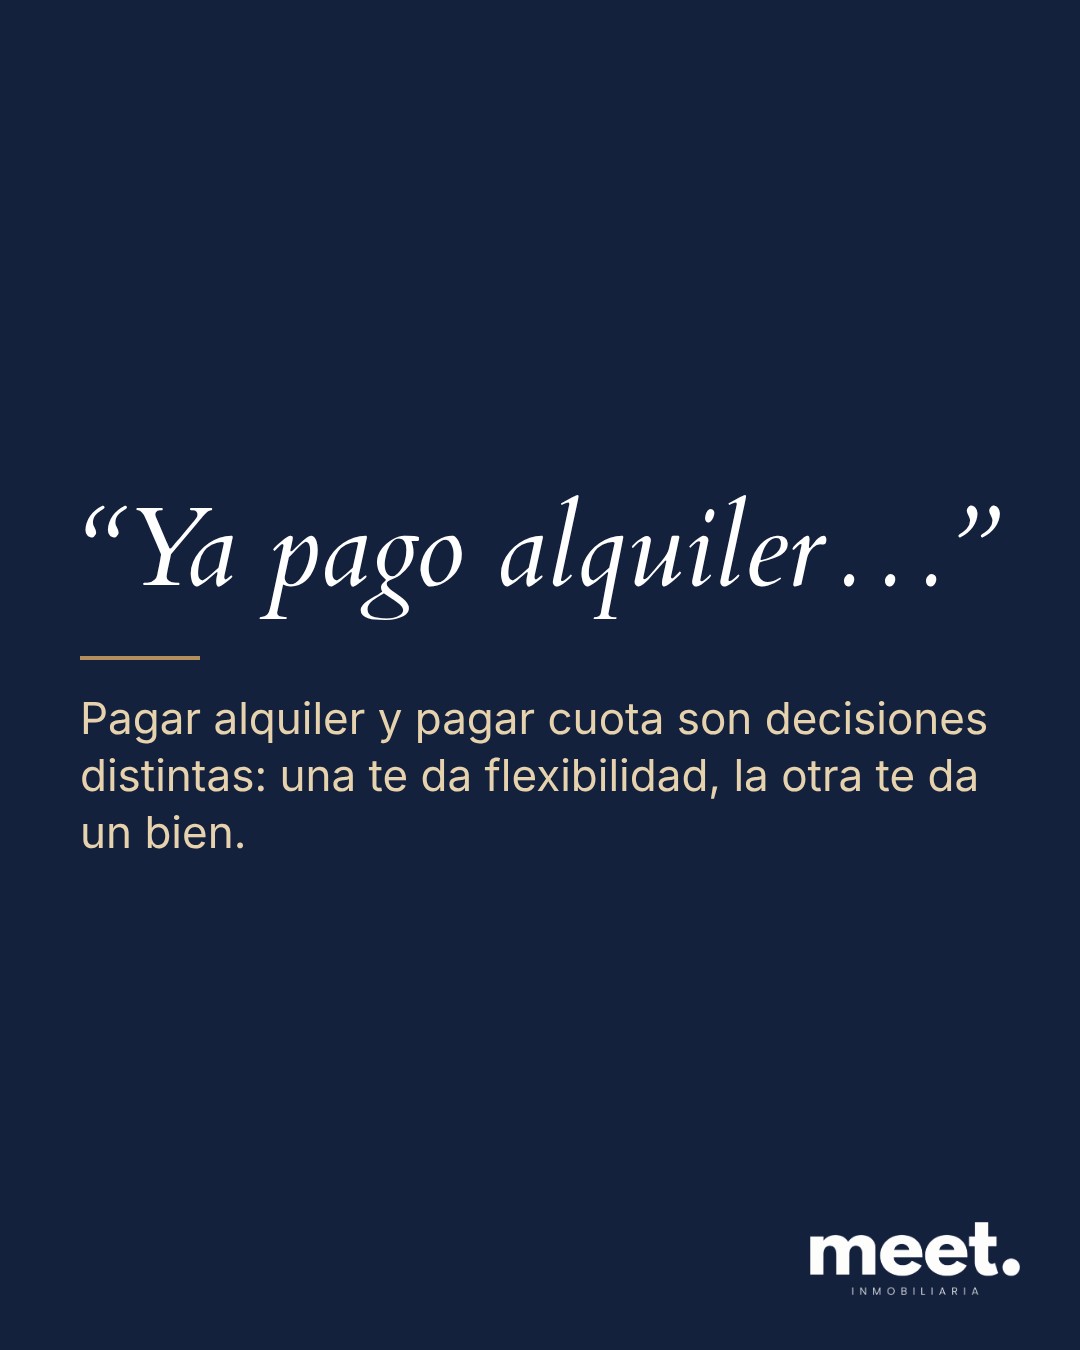 “Ya pago alquiler...”
Pagar alquiler y pagar cuota son decisiones
distintas: una te da flexibilidad, la otra te da
un bien.
meet.
INMOBILIARIA